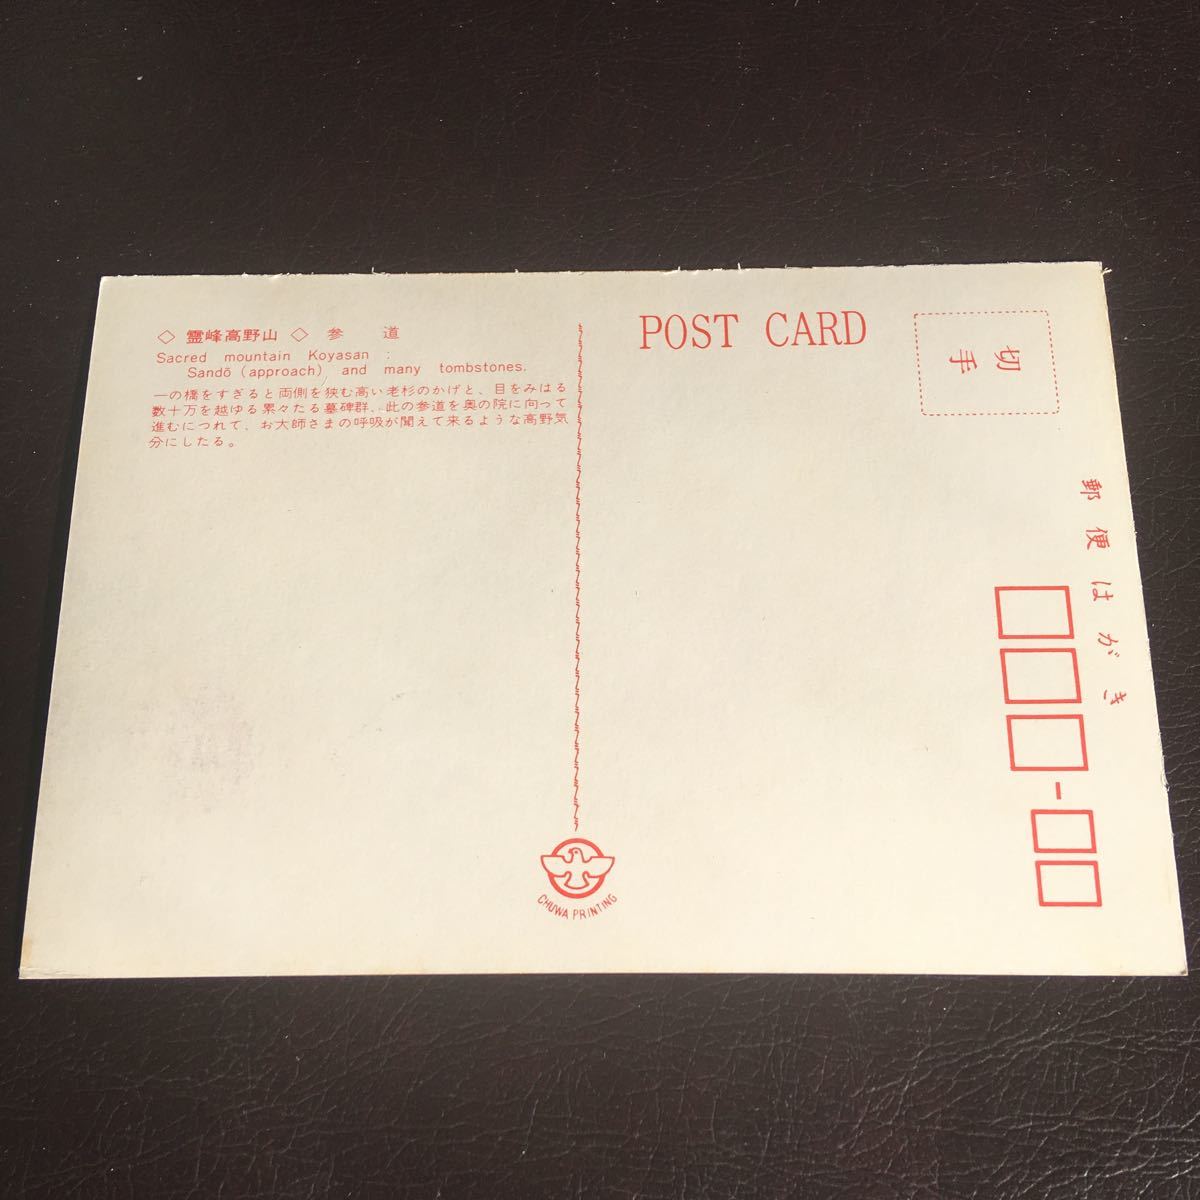 ◇ 霊峰高野山 ◇ 参 道
Sacred mountain Koyasan :
Sandō (approach) and many tombstones.
一の橋をすぎると両側を狭む高い老杉のかげと、目をみはる
数十万を越ゆる累々たる墓碑群、此の参道を奥の院に向って
進むにつれて、お大師さまの呼吸が聞えて来るような高野気
分にしたる。
POST CARD
切手
郵便はがき
CHUWA PRINTING